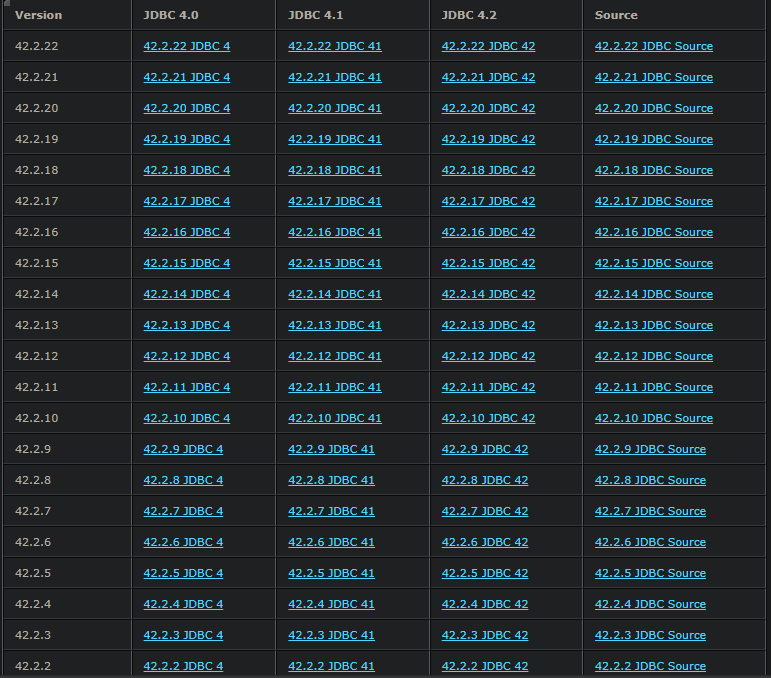 Version JDBC 4.0 JDBC 4.1 JDBC 4.2 Source
42.2.22 42.2.22 JDBC 4 42.2.22 JDBC 41 42.2.22 JDBC 42 42.2.22 JDBC Source
42.2.21 42.2.21 JDBC 4 42.2.21 JDBC 41 42.2.21 JDBC 42 42.2.21 JDBC Source
42.2.20 42.2.20 JDBC 4 42.2.20 JDBC 41 42.2.20 JDBC 42 42.2.20 JDBC Source
42.2.19 42.2.19 JDBC 4 42.2.19 JDBC 41 42.2.19 JDBC 42 42.2.19 JDBC Source
42.2.18 42.2.18 JDBC 4 42.2.18 JDBC 41 42.2.18 JDBC 42 42.2.18 JDBC Source
42.2.17 42.2.17 JDBC 4 42.2.17 JDBC 41 42.2.17 JDBC 42 42.2.17 JDBC Source
42.2.16 42.2.16 JDBC 4 42.2.16 JDBC 41 42.2.16 JDBC 42 42.2.16 JDBC Source
42.2.15 42.2.15 JDBC 4 42.2.15 JDBC 41 42.2.15 JDBC 42 42.2.15 JDBC Source
42.2.14 42.2.14 JDBC 4 42.2.14 JDBC 41 42.2.14 JDBC 42 42.2.14 JDBC Source
42.2.13 42.2.13 JDBC 4 42.2.13 JDBC 41 42.2.13 JDBC 42 42.2.13 JDBC Source
42.2.12 42.2.12 JDBC 4 42.2.12 JDBC 41 42.2.12 JDBC 42 42.2.12 JDBC Source
42.2.11 42.2.11 JDBC 4 42.2.11 JDBC 41 42.2.11 JDBC 42 42.2.11 JDBC Source
42.2.10 42.2.10 JDBC 4 42.2.10 JDBC 41 42.2.10 JDBC 42 42.2.10 JDBC Source
42.2.9 42.2.9 JDBC 4 42.2.9 JDBC 41 42.2.9 JDBC 42 42.2.9 JDBC Source
42.2.8 42.2.8 JDBC 4 42.2.8 JDBC 41 42.2.8 JDBC 42 42.2.8 JDBC Source
42.2.7 42.2.7 JDBC 4 42.2.7 JDBC 41 42.2.7 JDBC 42 42.2.7 JDBC Source
42.2.6 42.2.6 JDBC 4 42.2.6 JDBC 41 42.2.6 JDBC 42 42.2.6 JDBC Source
42.2.5 42.2.5 JDBC 4 42.2.5 JDBC 41 42.2.5 JDBC 42 42.2.5 JDBC Source
42.2.4 42.2.4 JDBC 4 42.2.4 JDBC 41 42.2.4 JDBC 42 42.2.4 JDBC Source
42.2.3 42.2.3 JDBC 4 42.2.3 JDBC 41 42.2.3 JDBC 42 42.2.3 JDBC Source
42.2.2 42.2.2 JDBC 4 42.2.2 JDBC 41 42.2.2 JDBC 42 42.2.2 JDBC Source